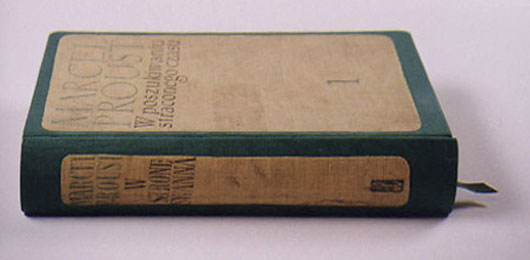 MARCEL
PROUST
W poszukiwaniu
straconego czasu
1
MARCEL
PROUST
W
STRONĘ
SWANNA